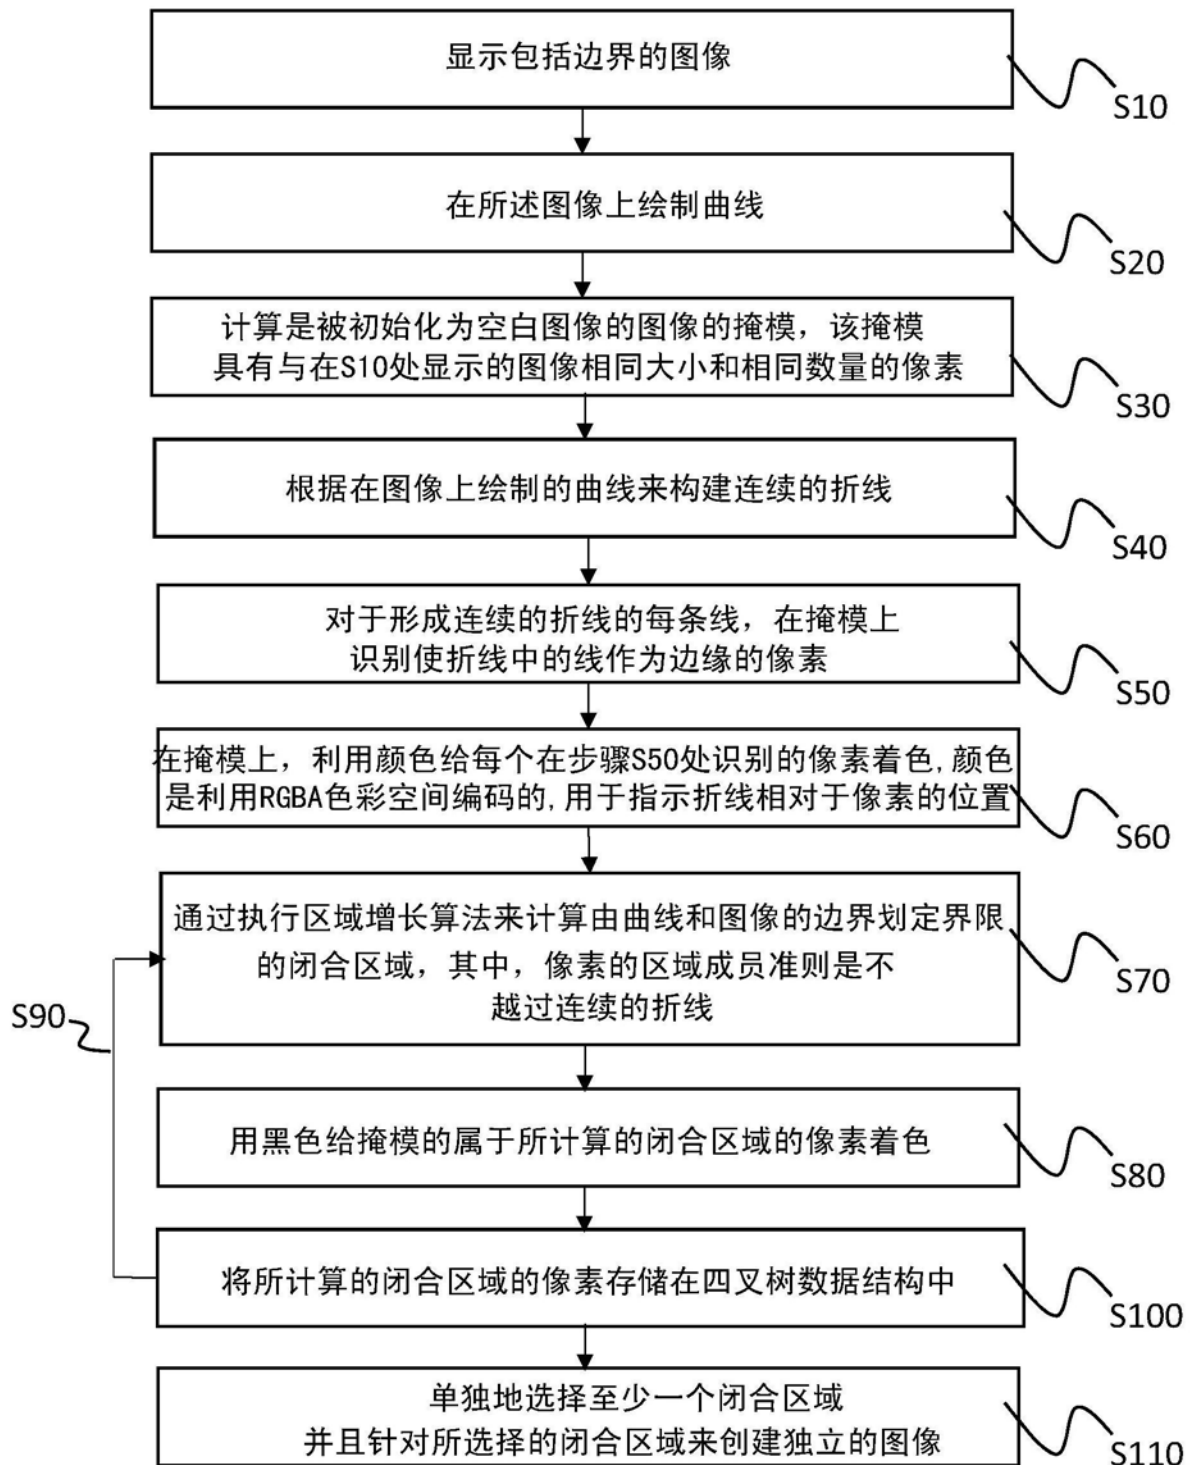 显示包括边界的图像
S10
在所述图像上绘制曲线
S20
计算是被初始化为空白图像的图像的掩模，该掩模
具有与在S10处显示的图像相同大小和相同数量的像素
S30
根据在图像上绘制的曲线来构建连续的折线
S40
对于形成连续的折线的每条线，在掩模上
识别使折线中的线作为边缘的像素
S50
在掩模上，利用颜色给每个在步骤S50处识别的像素着色,颜色
是利用RGBA色彩空间编码的,用于指示折线相对于像素的位置
S60
通过执行区域增长算法来计算由曲线和图像的边界划定界限
的闭合区域，其中，像素的区域成员准则是不
越过连续的折线
S70
S90
用黑色给掩模的属于所计算的闭合区域的像素着色
S80
将所计算的闭合区域的像素存储在四叉树数据结构中
S100
单独地选择至少一个闭合区域
并且针对所选择的闭合区域来创建独立的图像
S110